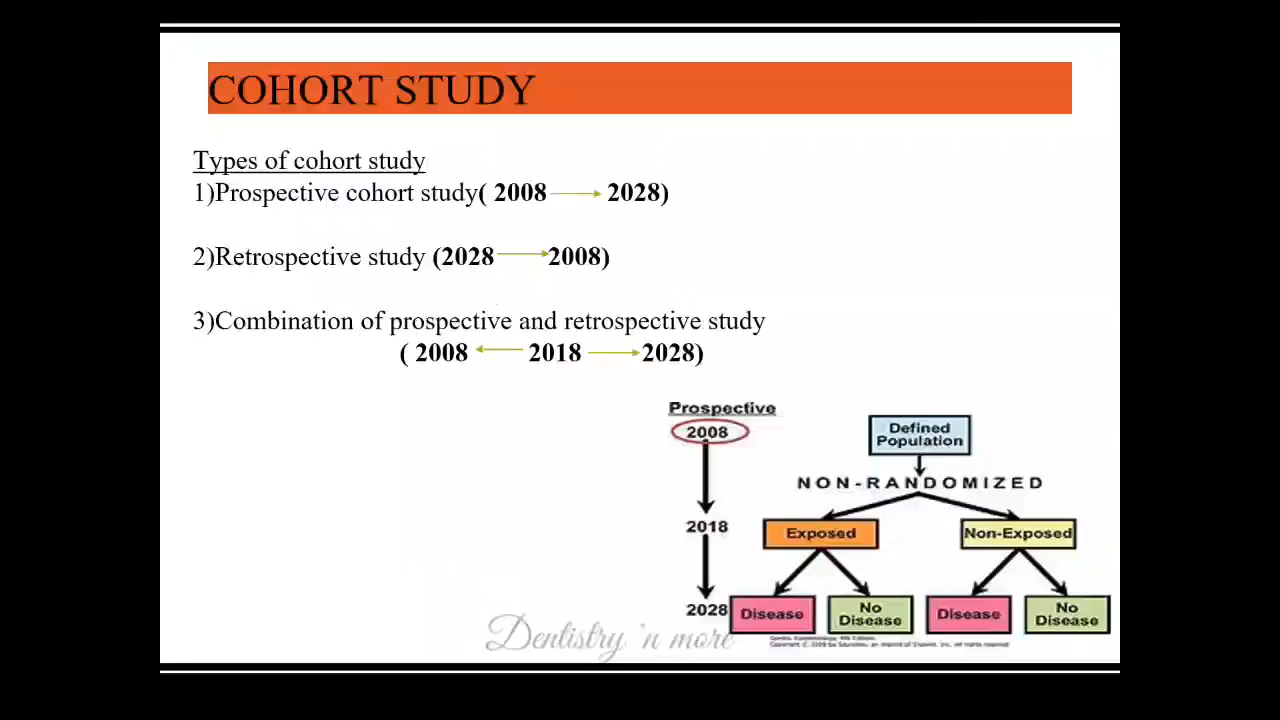 COHORT STUDY
Types of cohort study
1)Prospective cohort study( 2008 → 2028)
2)Retrospective study (2028 → 2008)
3)Combination of prospective and retrospective study
( 2008 ← 2018 → 2028)
Prospective
2008
2018
2028
Defined
Population
NON-RANDOMIZED
Exposed
Non-Exposed
Disease
No
Disease
Disease
No
Disease
Dentistry 'n more